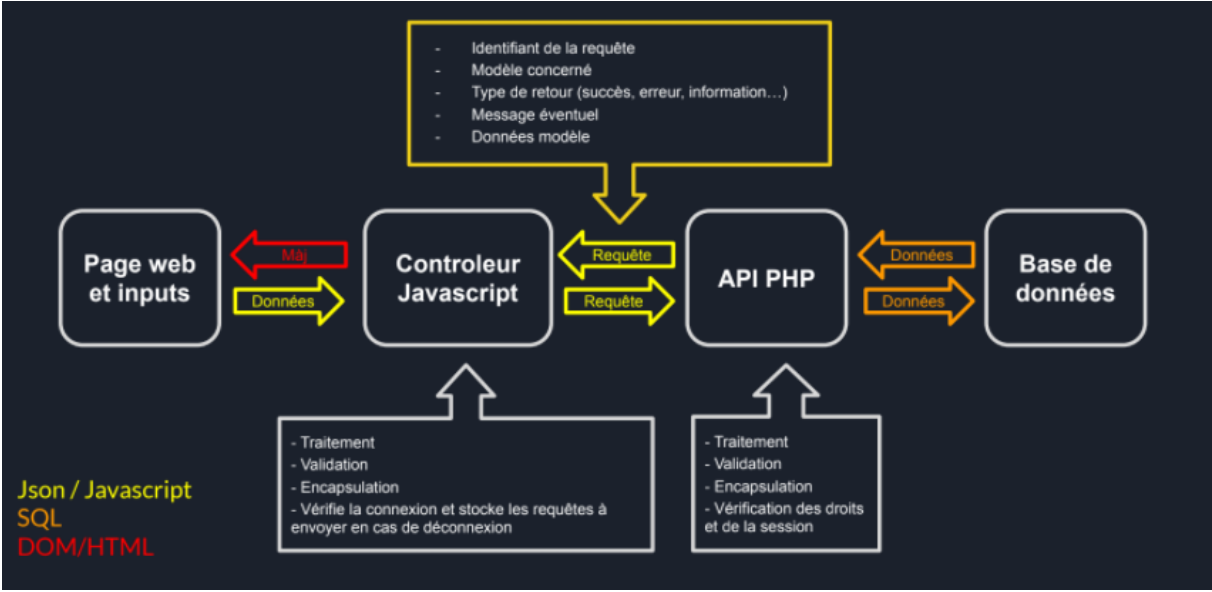 - Identifiant de la requête
- Modèle concerné
- Type de retour (succès, erreur, information…)
- Message éventuel
- Données modèle
Page web
et inputs
Màj
Données
Controleur
Javascript
Requête
Requête
API PHP
Données
Données
Base de
données
- Traitement
- Validation
- Encapsulation
- Vérifie la connexion et stocke les requêtes à
envoyer en cas de déconnexion
- Traitement
- Validation
- Encapsulation
- Vérification des droits
et de la session
Json / Javascript
SQL
DOM/HTML